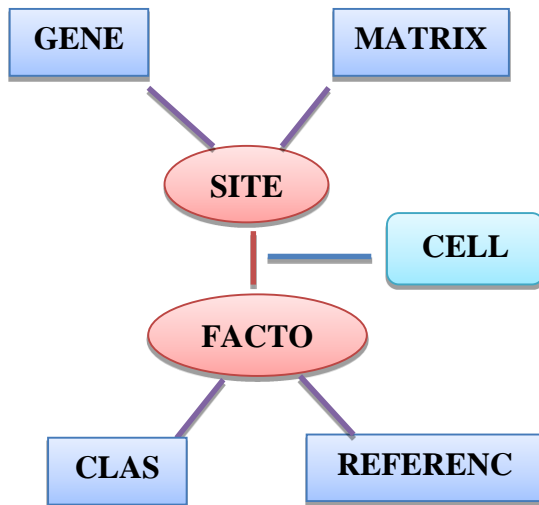 GENE
MATRIX
SITE
CELL
FACTO
CLAS
REFERENC